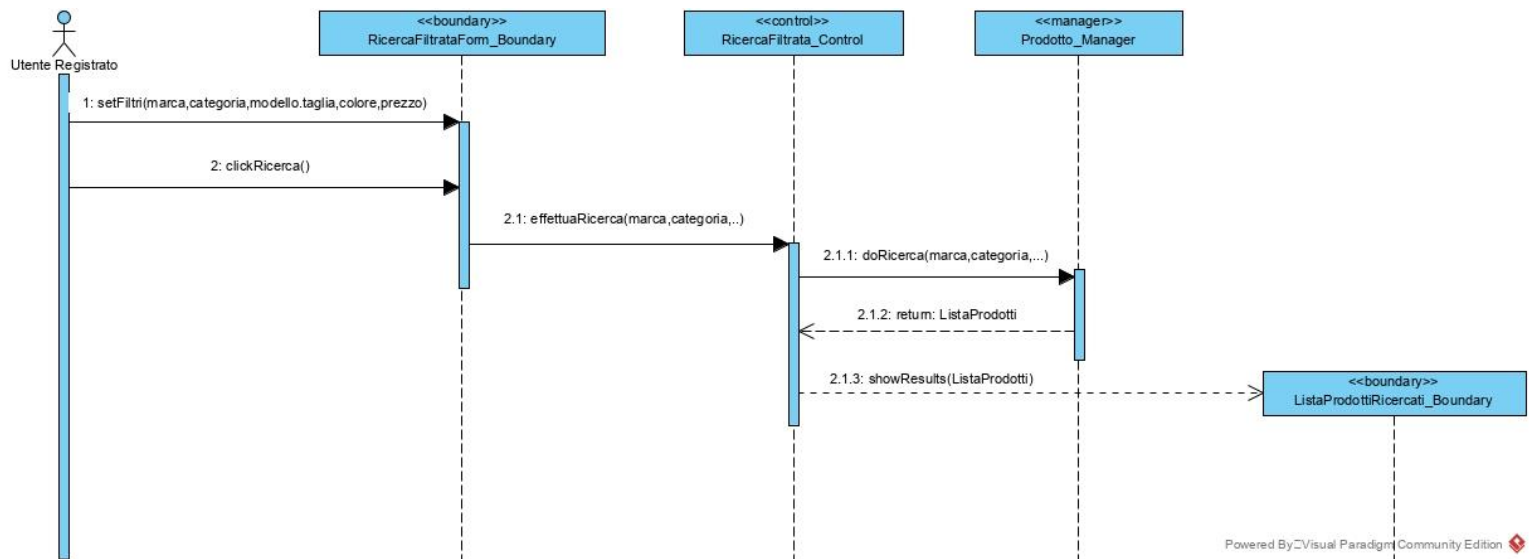 <<boundary>>
RicercaFiltrataForm_Boundary
<<control>>
RicercaFiltrata_Control
<<manager>>
Prodotto_Manager
Utente Registrato
1: setFiltri(marca,categoria,modello.taglia,colore,prezzo)
2: clickRicerca()
2.1: effettuaRicerca(marca,categoria,..)
2.1.1: doRicerca(marca,categoria,...)
2.1.2: return: ListaProdotti
2.1.3: showResults(ListaProdotti)
<<boundary>>
ListaProdottiRicercati_Boundary
Powered By Visual Paradigm Community Edition